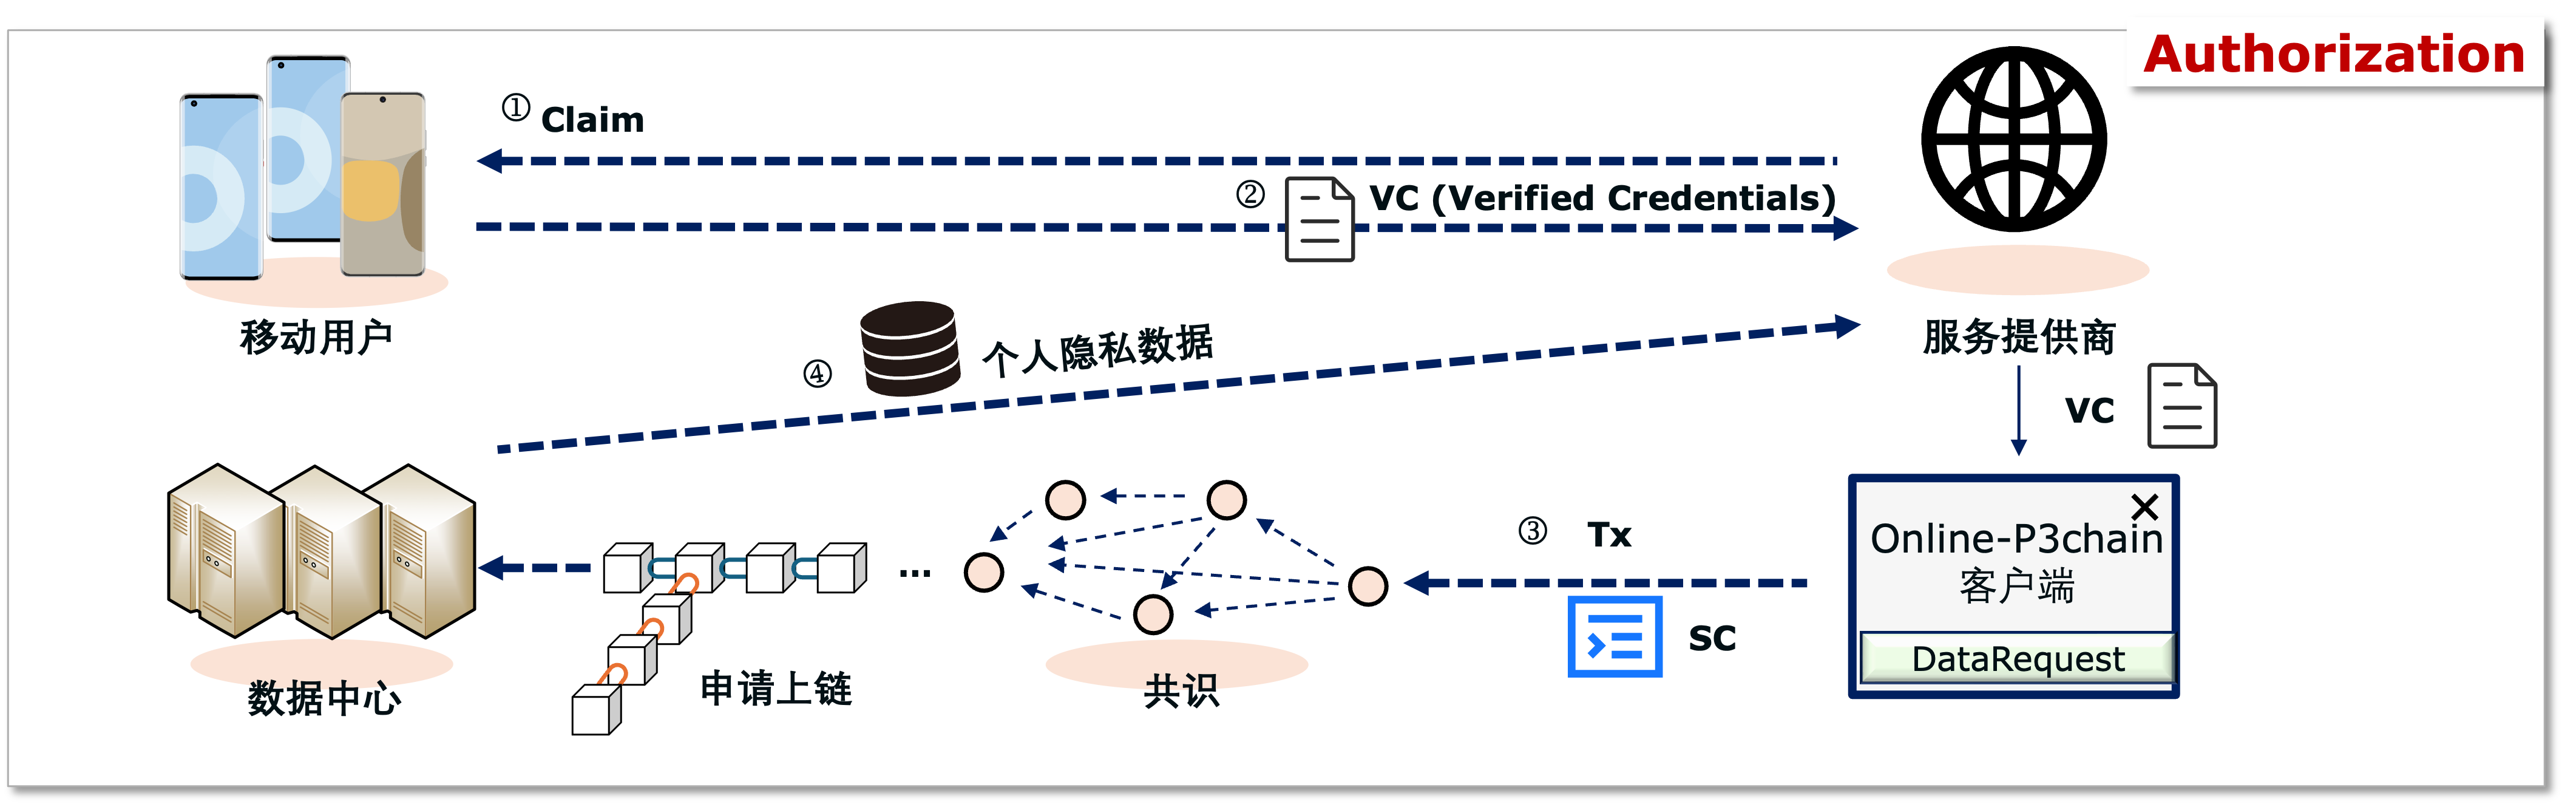 Authorization
① Claim
② VC (Verified Credentials)
移动用户
服务提供商
④ 个人隐私数据
VC
③ Tx
Online-P3chain
客户端
...
SC
DataRequest
申请上链
共识
数据中心